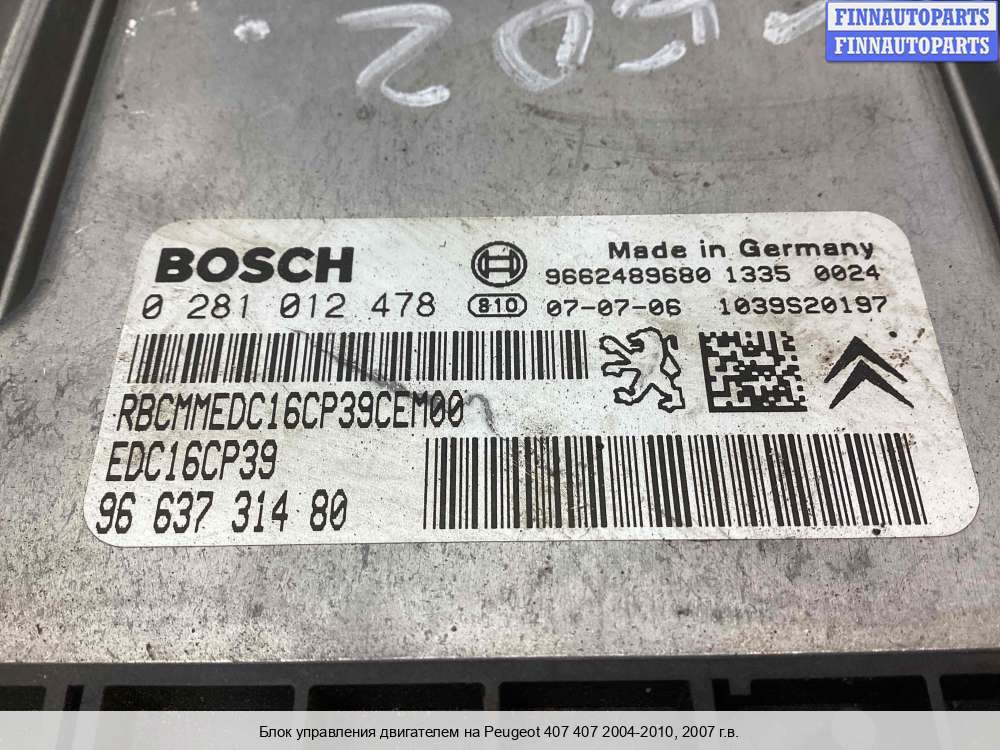 FINNAUTOPARTS
FINNAUTOPARTS
502
BOSCH
Made in Germany
9662489680 1335 0024
0 281 012 478
810
07-07-06 1039S20197
RBCMMEDC16CP39CEM00
EDC16CP39
96 637 314 80
Блок управления двигателем на Peugeot 407 407 2004-2010, 2007 г.в.